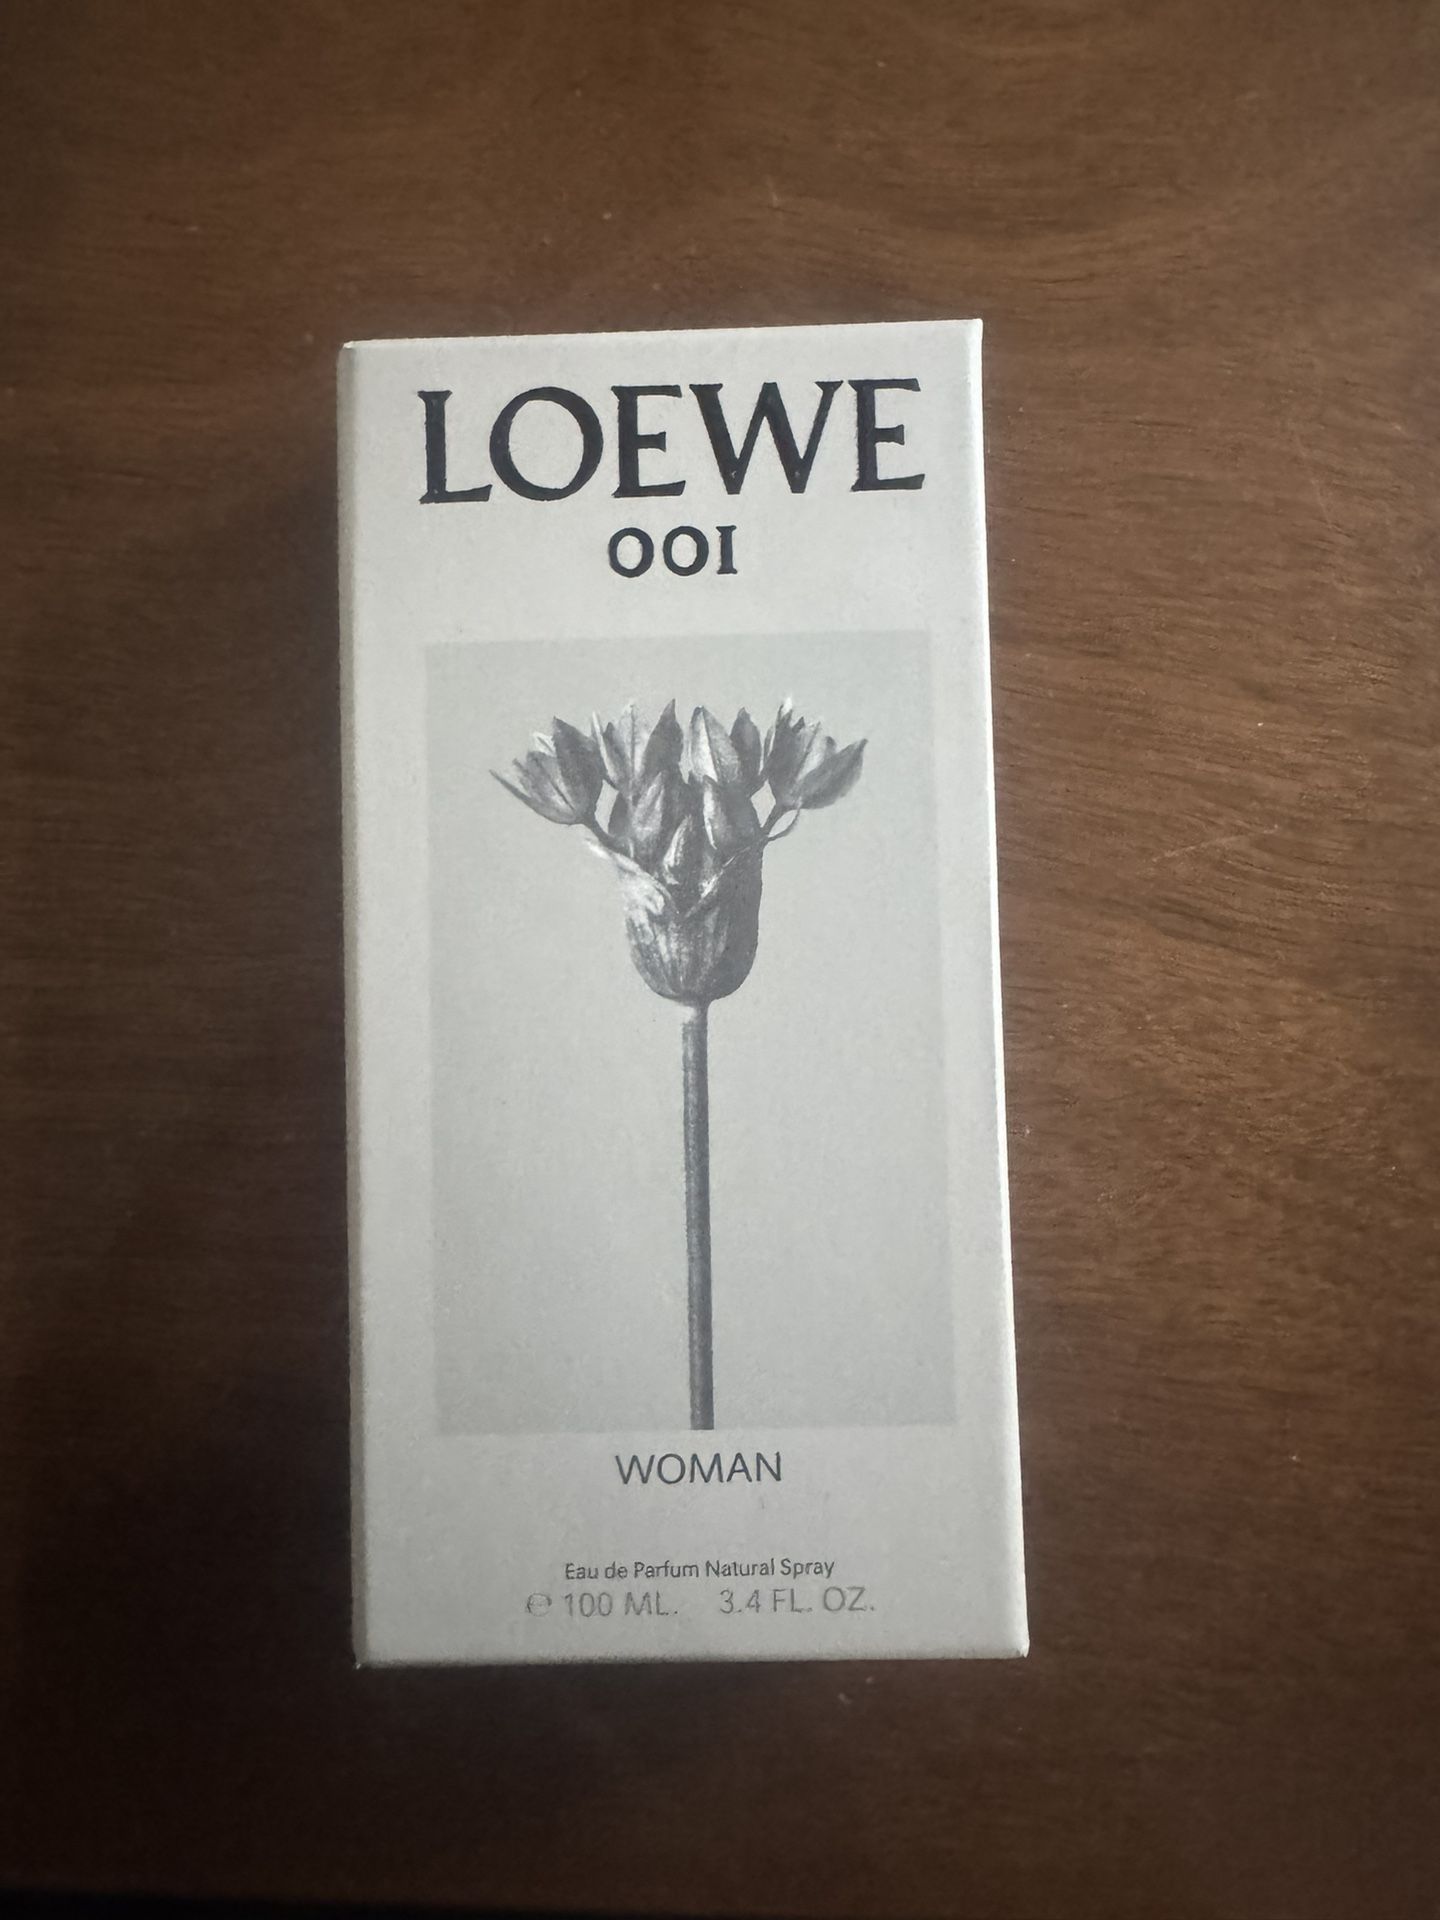 LOEWE
001
WOMAN
Eau de Parfum Natural Spray
℮ 100 ML. 3.4 FL. OZ.